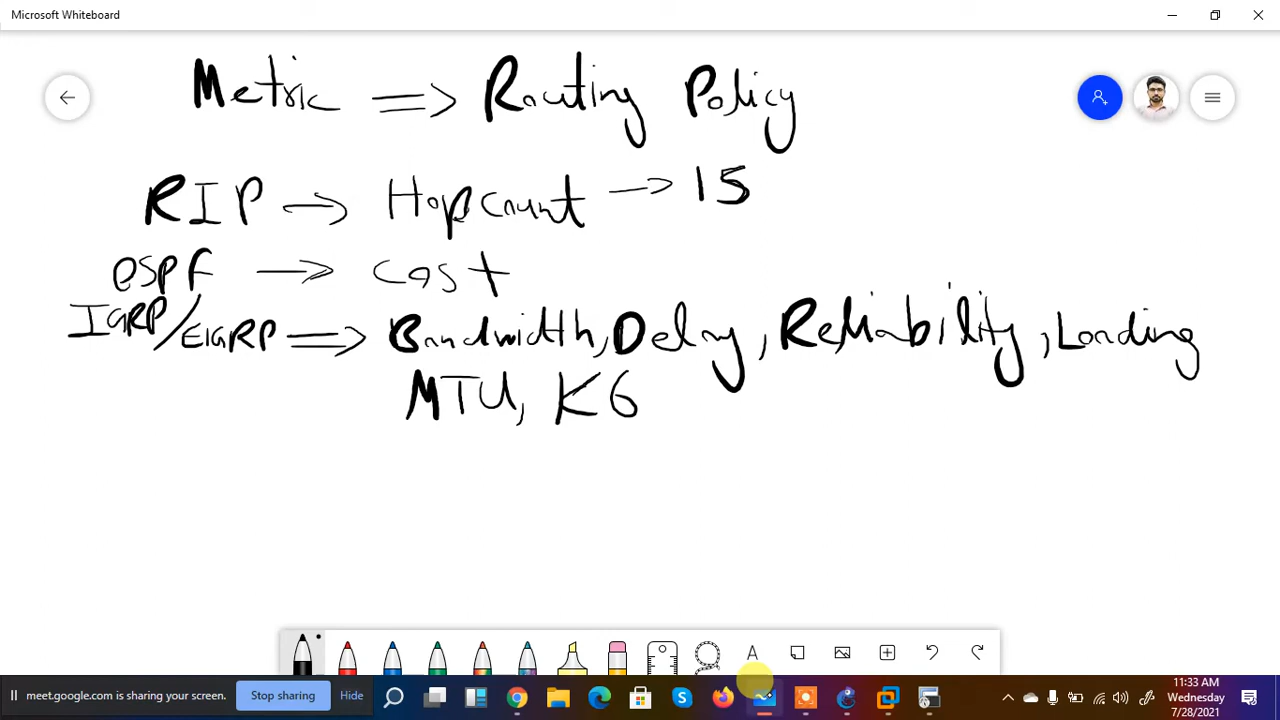 Microsoft Whiteboard
Metric => Routing Policy
RIP -> Hopcount -> 15
OSPF -> cost
IGRP/EIGRP => Bandwidth, Delay, Reliability, Loading
MTU, K6
meet.google.com is sharing your screen.
Stop sharing
Hide
11:33 AM
Wednesday
7/28/2021